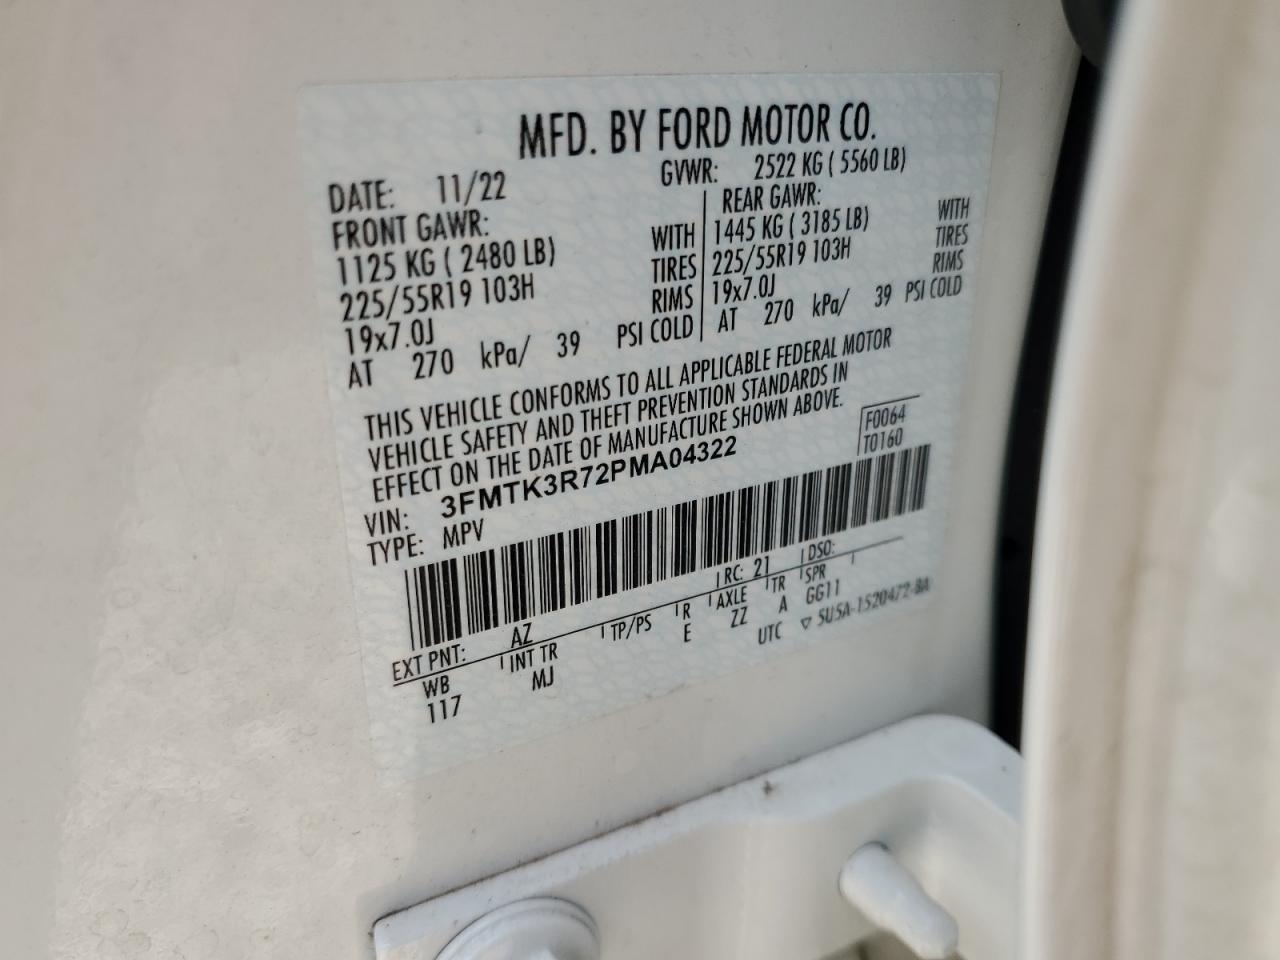 MFD. BY FORD MOTOR CO.
DATE: 11/22 GVWR: 2522 KG ( 5560 LB)
FRONT GAWR: REAR GAWR:
1125 KG ( 2480 LB) WITH 1445 KG ( 3185 LB) WITH
225/55R19 103H TIRES 225/55R19 103H TIRES
19x7.0J RIMS 19x7.0J RIMS
AT 270 kPa/ 39 PSI COLD AT 270 kPa/ 39 PSI COLD
THIS VEHICLE CONFORMS TO ALL APPLICABLE FEDERAL MOTOR
VEHICLE SAFETY AND THEFT PREVENTION STANDARDS IN
EFFECT ON THE DATE OF MANUFACTURE SHOWN ABOVE.
F0064
T0160
VIN: 3FMTK3R72PMA04322
TYPE: MPV
EXT PNT: AZ RC: 21 DSO:
WB INT TR TP/PS R AXLE TR SPR
117 MJ E ZZ A GG11
UTC ▽ 5U5A-1520472-BA